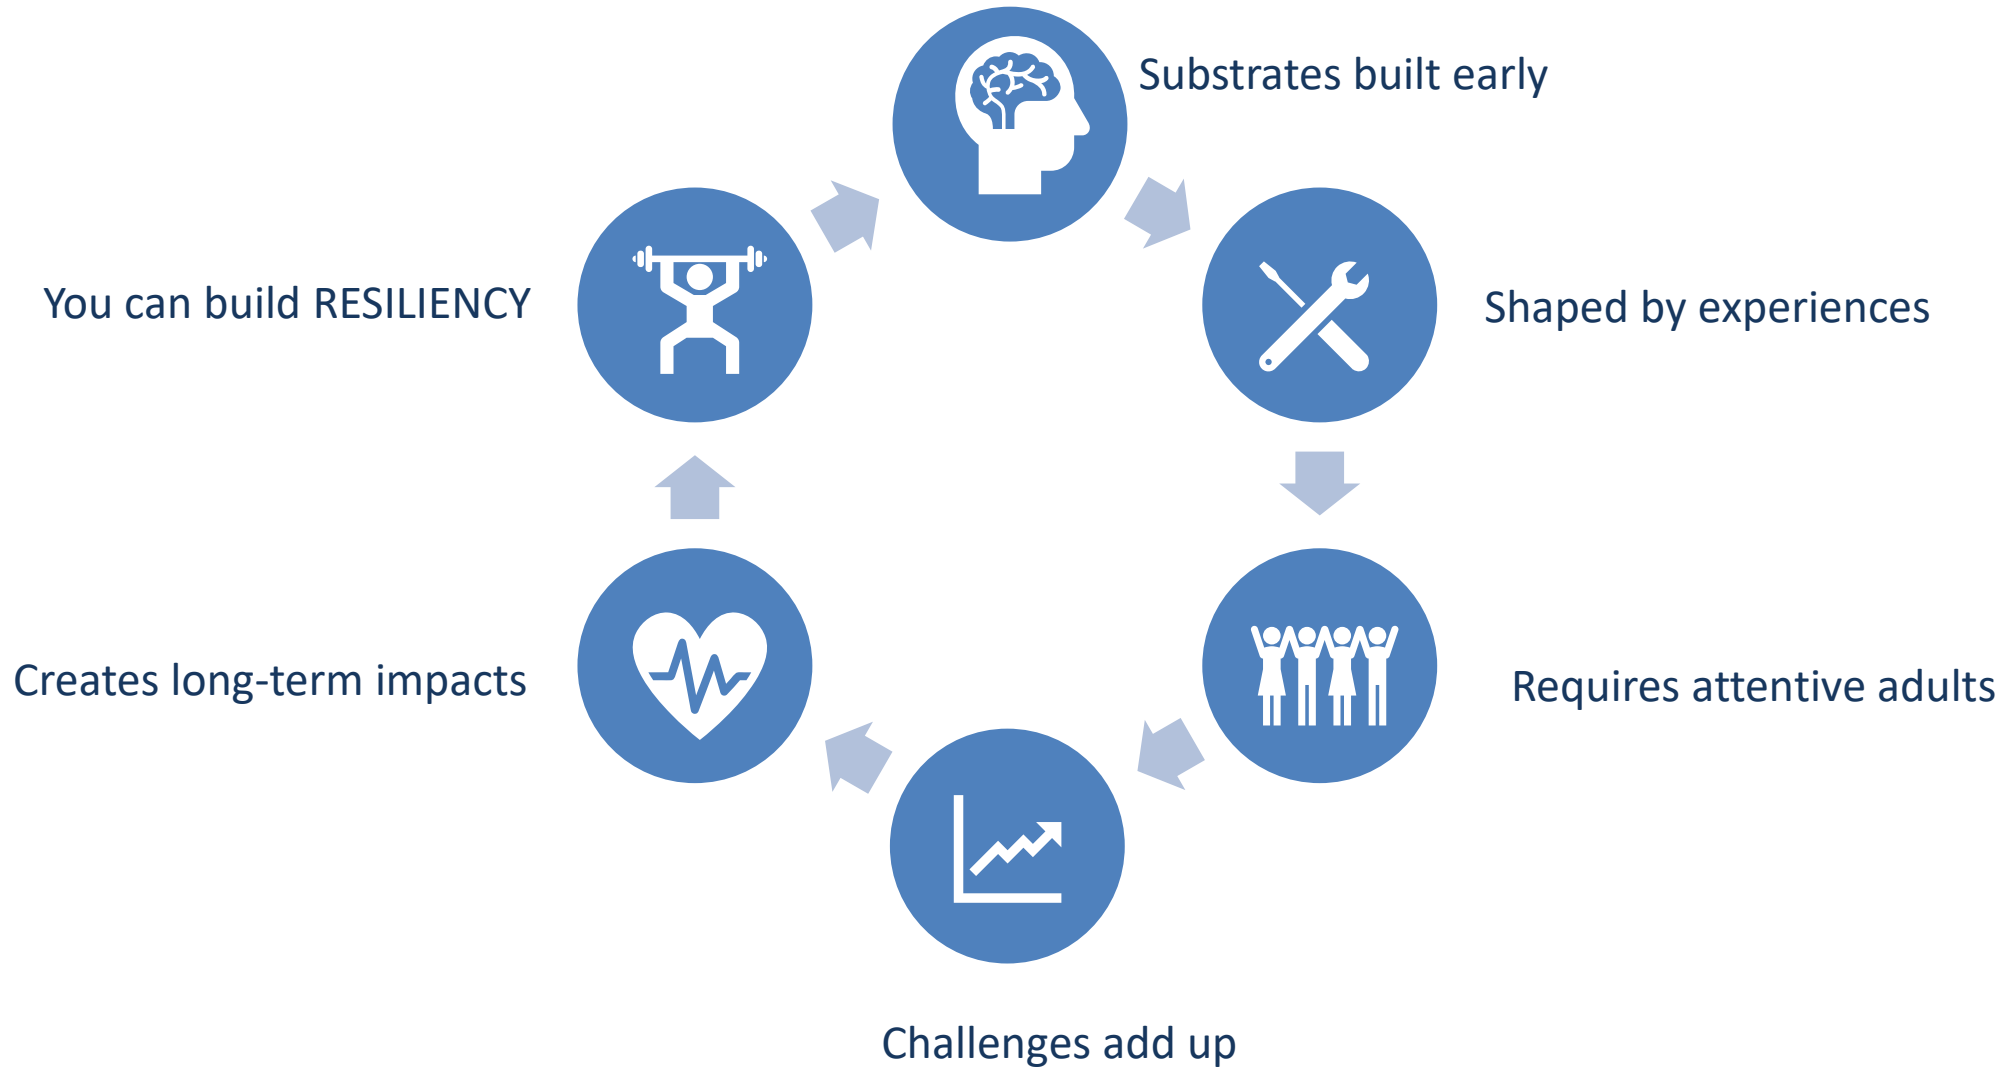 Substrates built early
Shaped by experiences
Requires attentive adults
Challenges add up
Creates long-term impacts
You can build RESILIENCY